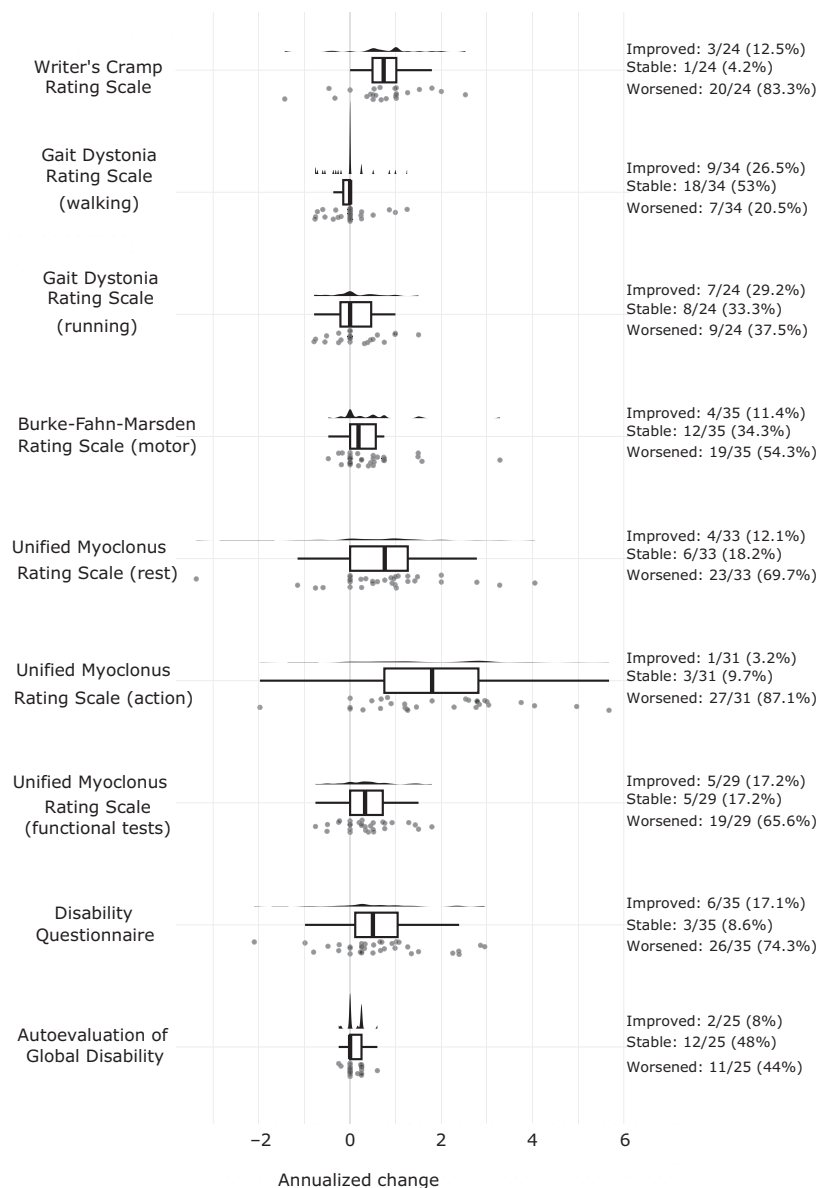 Writer's Cramp
Rating Scale
Improved: 3/24 (12.5%)
Stable: 1/24 (4.2%)
Worsened: 20/24 (83.3%)
Gait Dystonia
Rating Scale
(walking)
Improved: 9/34 (26.5%)
Stable: 18/34 (53%)
Worsened: 7/34 (20.5%)
Gait Dystonia
Rating Scale
(running)
Improved: 7/24 (29.2%)
Stable: 8/24 (33.3%)
Worsened: 9/24 (37.5%)
Burke-Fahn-Marsden
Rating Scale (motor)
Improved: 4/35 (11.4%)
Stable: 12/35 (34.3%)
Worsened: 19/35 (54.3%)
Unified Myoclonus
Rating Scale (rest)
Improved: 4/33 (12.1%)
Stable: 6/33 (18.2%)
Worsened: 23/33 (69.7%)
Unified Myoclonus
Rating Scale (action)
Improved: 1/31 (3.2%)
Stable: 3/31 (9.7%)
Worsened: 27/31 (87.1%)
Unified Myoclonus
Rating Scale
(functional tests)
Improved: 5/29 (17.2%)
Stable: 5/29 (17.2%)
Worsened: 19/29 (65.6%)
Disability
Questionnaire
Improved: 6/35 (17.1%)
Stable: 3/35 (8.6%)
Worsened: 26/35 (74.3%)
Autoevaluation of
Global Disability
Improved: 2/25 (8%)
Stable: 12/25 (48%)
Worsened: 11/25 (44%)
−2 0 2 4 6
Annualized change